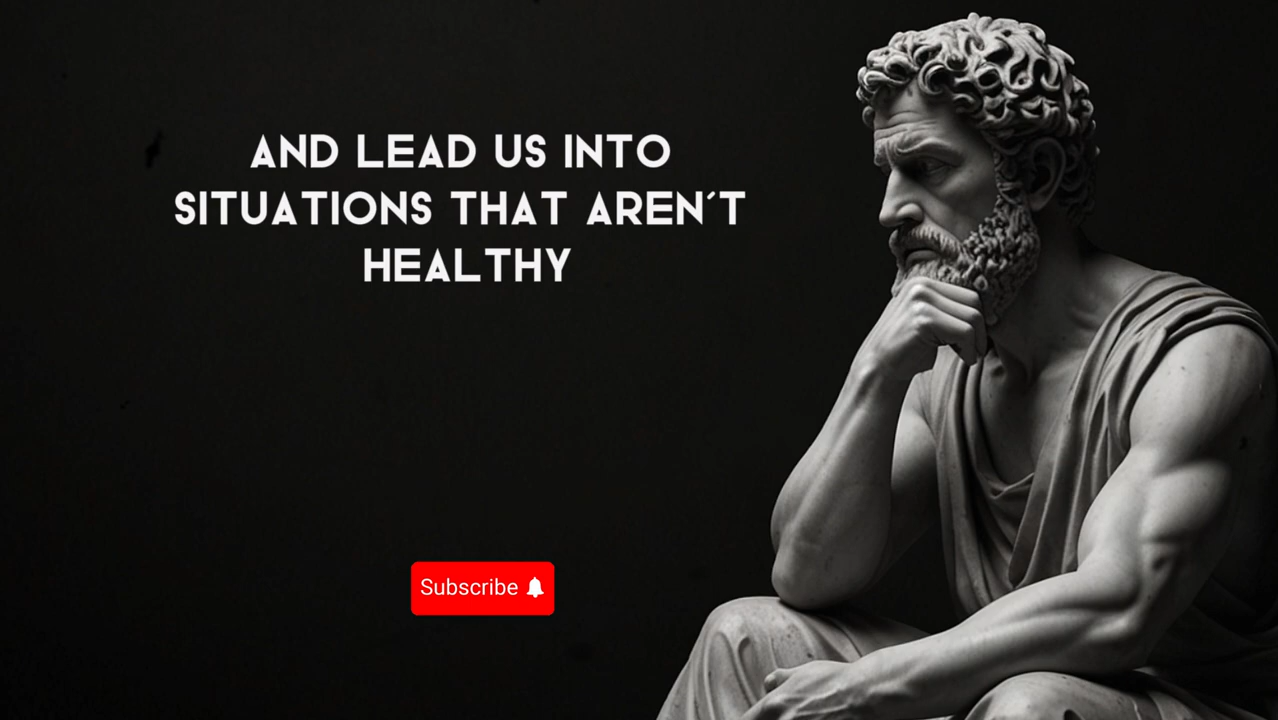 AND LEAD US INTO
SITUATIONS THAT AREN'T
HEALTHY
Subscribe